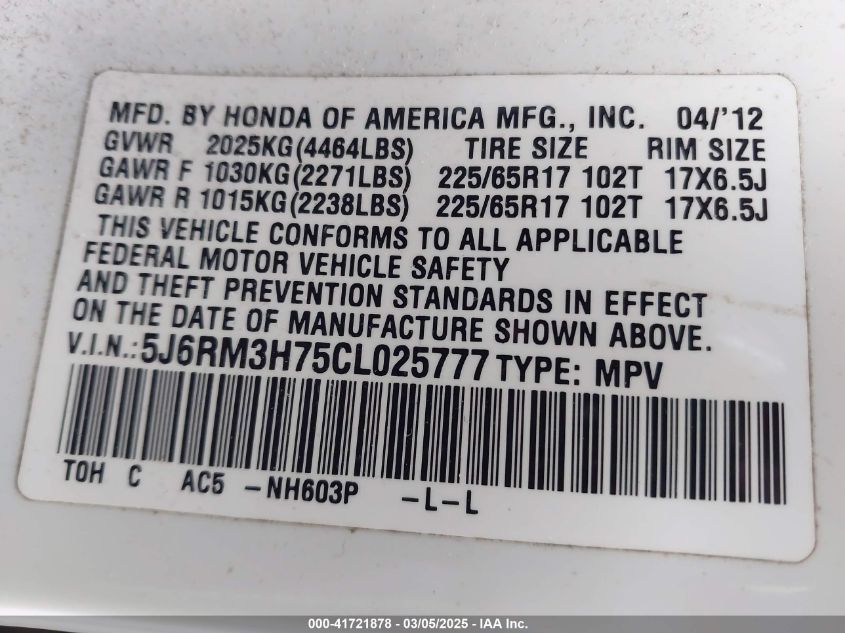 MFD. BY HONDA OF AMERICA MFG., INC. 04/'12
GVWR 2025KG(4464LBS) TIRE SIZE RIM SIZE
GAWR F 1030KG(2271LBS) 225/65R17 102T 17X6.5J
GAWR R 1015KG(2238LBS) 225/65R17 102T 17X6.5J
THIS VEHICLE CONFORMS TO ALL APPLICABLE
FEDERAL MOTOR VEHICLE SAFETY
AND THEFT PREVENTION STANDARDS IN EFFECT
ON THE DATE OF MANUFACTURE SHOWN ABOVE.
V.I.N.:5J6RM3H75CL025777 TYPE: MPV
TOH C AC5 -NH603P -L-L
000-41721878 - 03/05/2025 - IAA Inc.